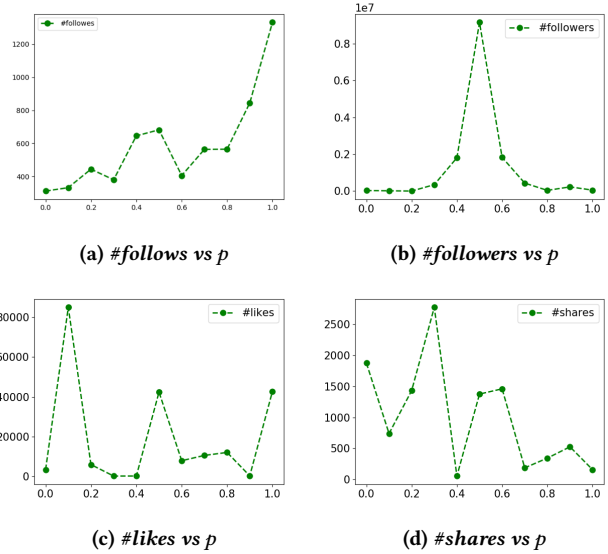 #followes
1200
1000
800
600
400
0.0 0.2 0.4 0.6 0.8 1.0
(a) #follows vs p
1e7
#followers
0.8
0.6
0.4
0.2
0.0
0.0 0.2 0.4 0.6 0.8 1.0
(b) #followers vs p
#likes
80000
60000
40000
20000
0
0.0 0.2 0.4 0.6 0.8 1.0
(c) #likes vs p
#shares
2500
2000
1500
1000
500
0
0.0 0.2 0.4 0.6 0.8 1.0
(d) #shares vs p